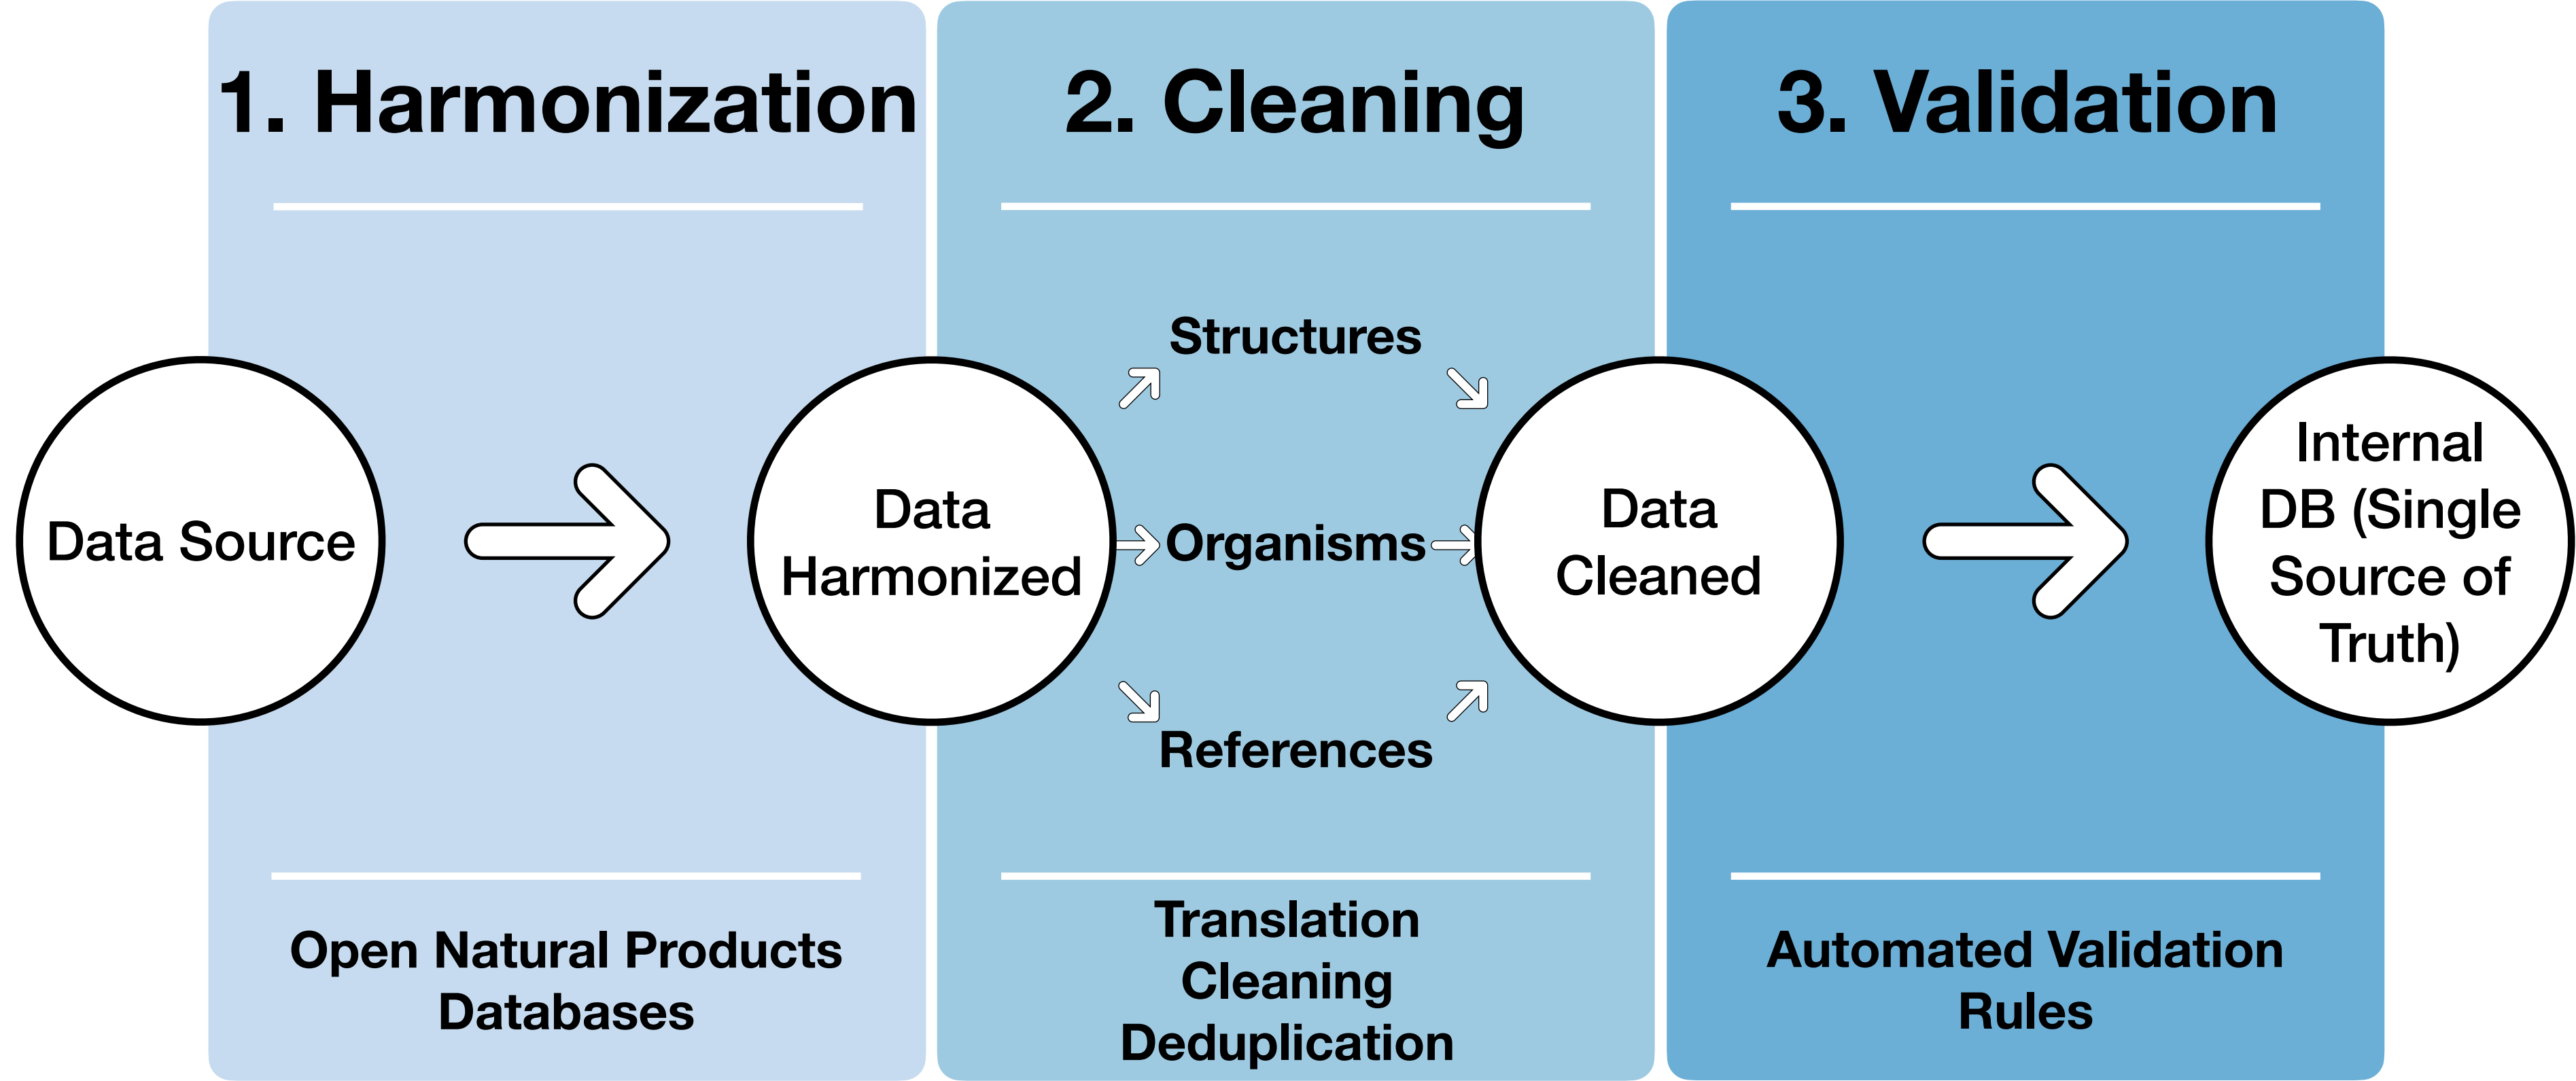 1. Harmonization
2. Cleaning
3. Validation
Data Source
Data
Harmonized
Structures
Organisms
References
Data
Cleaned
Internal
DB (Single
Source of
Truth)
Open Natural Products
Databases
Translation
Cleaning
Deduplication
Automated Validation
Rules